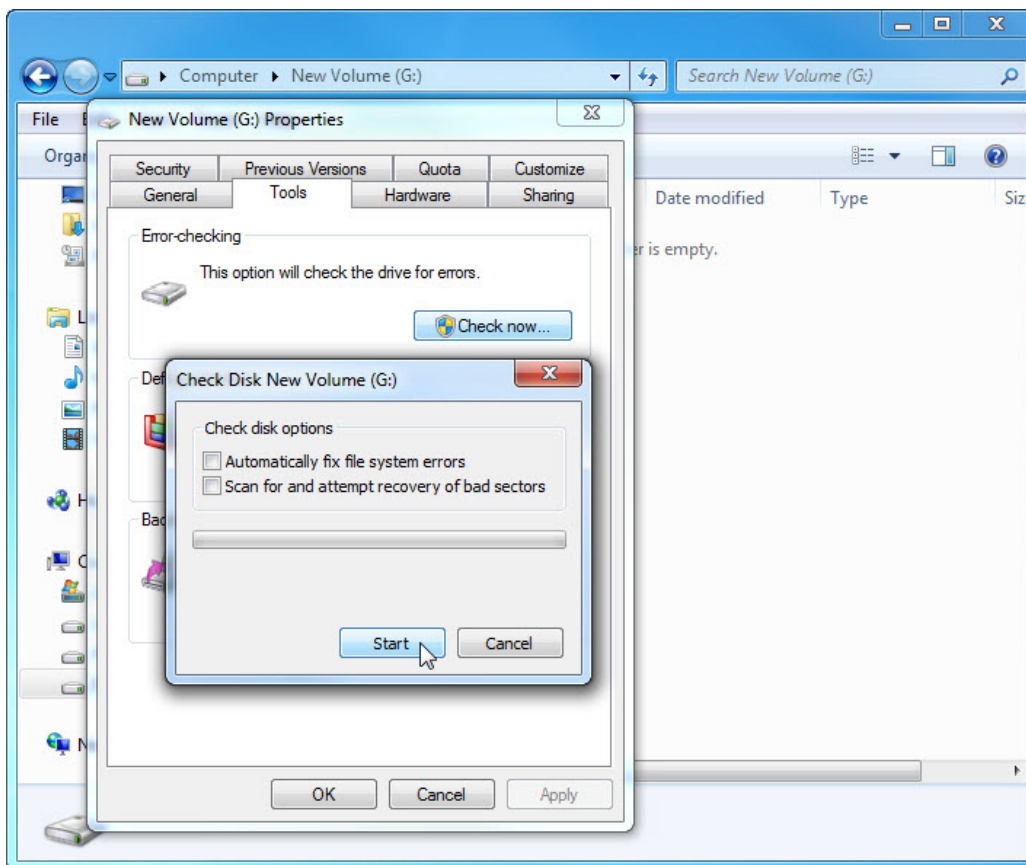 Computer ▸ New Volume (G:)
Search New Volume (G:)
File
New Volume (G:) Properties
Security Previous Versions Quota Customize
General Tools Hardware Sharing
Date modified Type
Error-checking
This option will check the drive for errors.
is empty.
Check now...
Check Disk New Volume (G:)
Check disk options
Automatically fix file system errors
Scan for and attempt recovery of bad sectors
Start Cancel
OK Cancel Apply